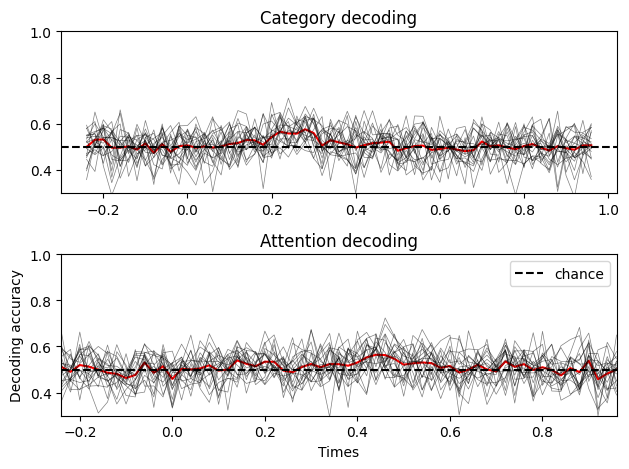 Category decoding
1.0
0.8
0.6
0.4
−0.2 0.0 0.2 0.4 0.6 0.8 1.0
Attention decoding
1.0
0.8
0.6
0.4
Decoding accuracy
chance
−0.2 0.0 0.2 0.4 0.6 0.8
Times